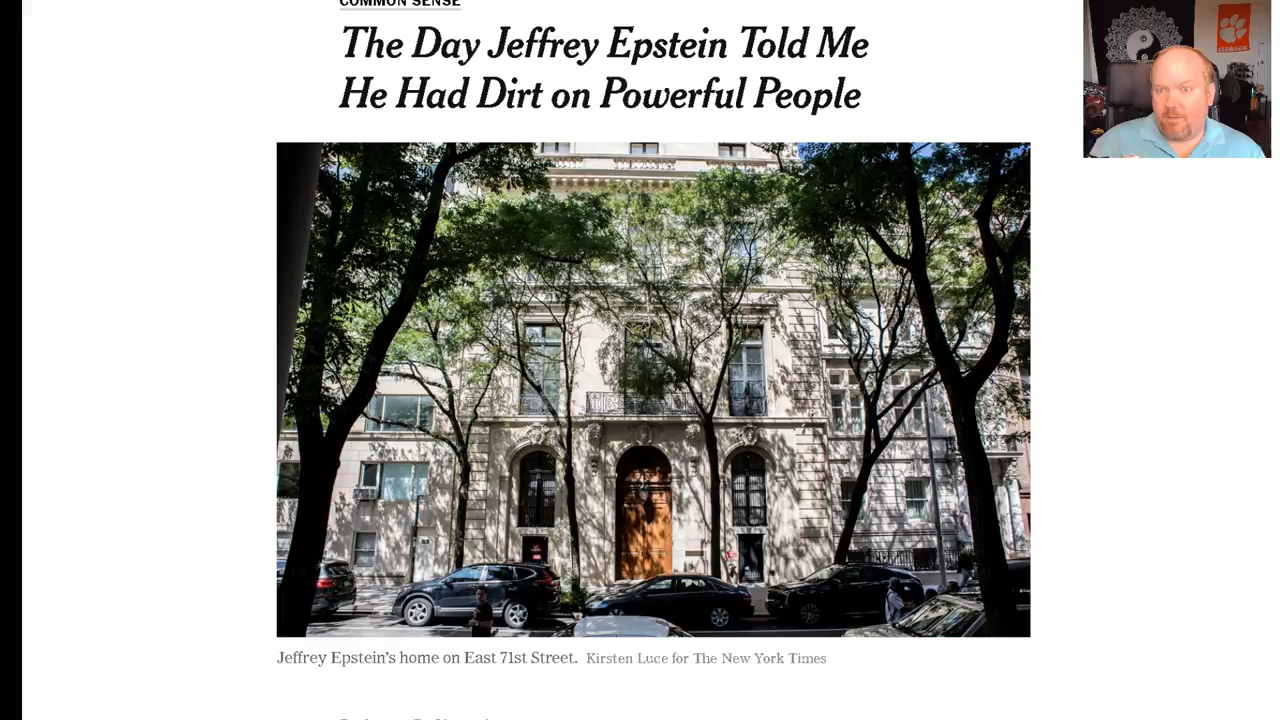 COMMON SENSE
The Day Jeffrey Epstein Told Me
He Had Dirt on Powerful People
Jeffrey Epstein's home on East 71st Street. Kirsten Luce for The New York Times